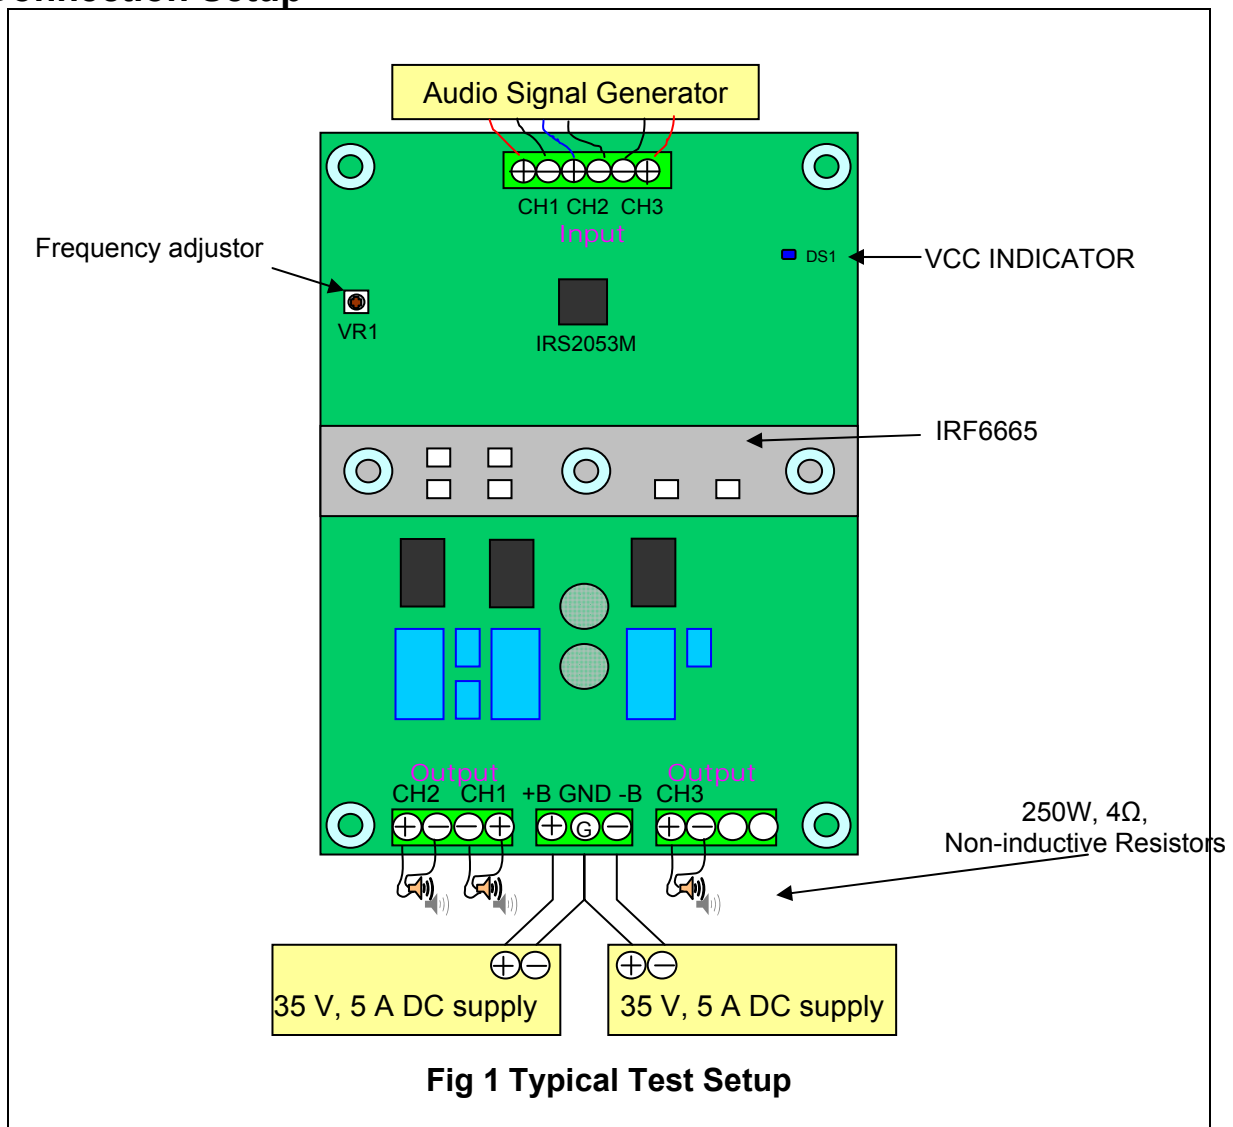 Connection Setup
Audio Signal Generator
CH1 CH2 CH3
Input
Frequency adjustor
DS1
VCC INDICATOR
VR1
IRS2053M
IRF6665
Output
Output
CH2 CH1 +B GND -B CH3
G
250W, 4Ω,
Non-inductive Resistors
35 V, 5 A DC supply
35 V, 5 A DC supply
Fig 1 Typical Test Setup